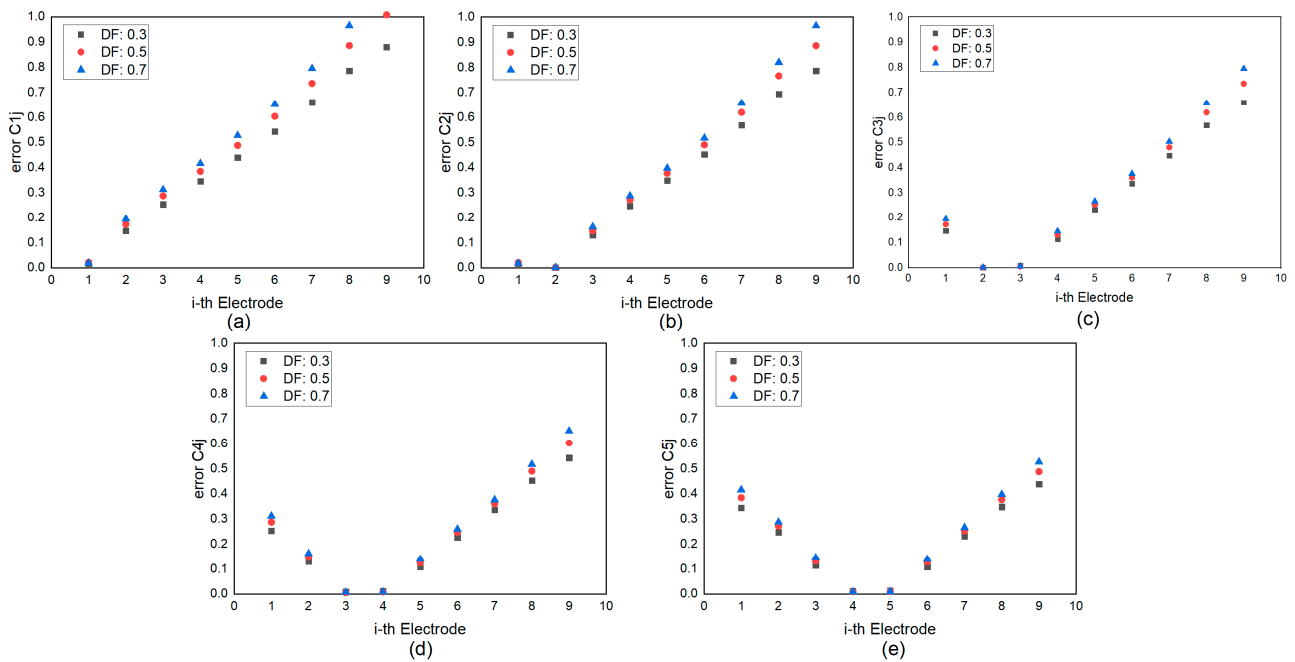 1.0
0.9
0.8
0.7
0.6
0.5
0.4
0.3
0.2
0.1
0.0
error C1j
DF: 0.3
DF: 0.5
DF: 0.7
0 1 2 3 4 5 6 7 8 9 10
i-th Electrode
(a)
1.0
0.9
0.8
0.7
0.6
0.5
0.4
0.3
0.2
0.1
0.0
error C2j
DF: 0.3
DF: 0.5
DF: 0.7
0 1 2 3 4 5 6 7 8 9 10
i-th Electrode
(b)
1.0
0.9
0.8
0.7
0.6
0.5
0.4
0.3
0.2
0.1
0.0
error C3j
DF: 0.3
DF: 0.5
DF: 0.7
0 1 2 3 4 5 6 7 8 9 10
i-th Electrode
(c)
1.0
0.9
0.8
0.7
0.6
0.5
0.4
0.3
0.2
0.1
0.0
error C4j
DF: 0.3
DF: 0.5
DF: 0.7
0 1 2 3 4 5 6 7 8 9 10
i-th Electrode
(d)
1.0
0.9
0.8
0.7
0.6
0.5
0.4
0.3
0.2
0.1
0.0
error C5j
DF: 0.3
DF: 0.5
DF: 0.7
0 1 2 3 4 5 6 7 8 9 10
i-th Electrode
(e)